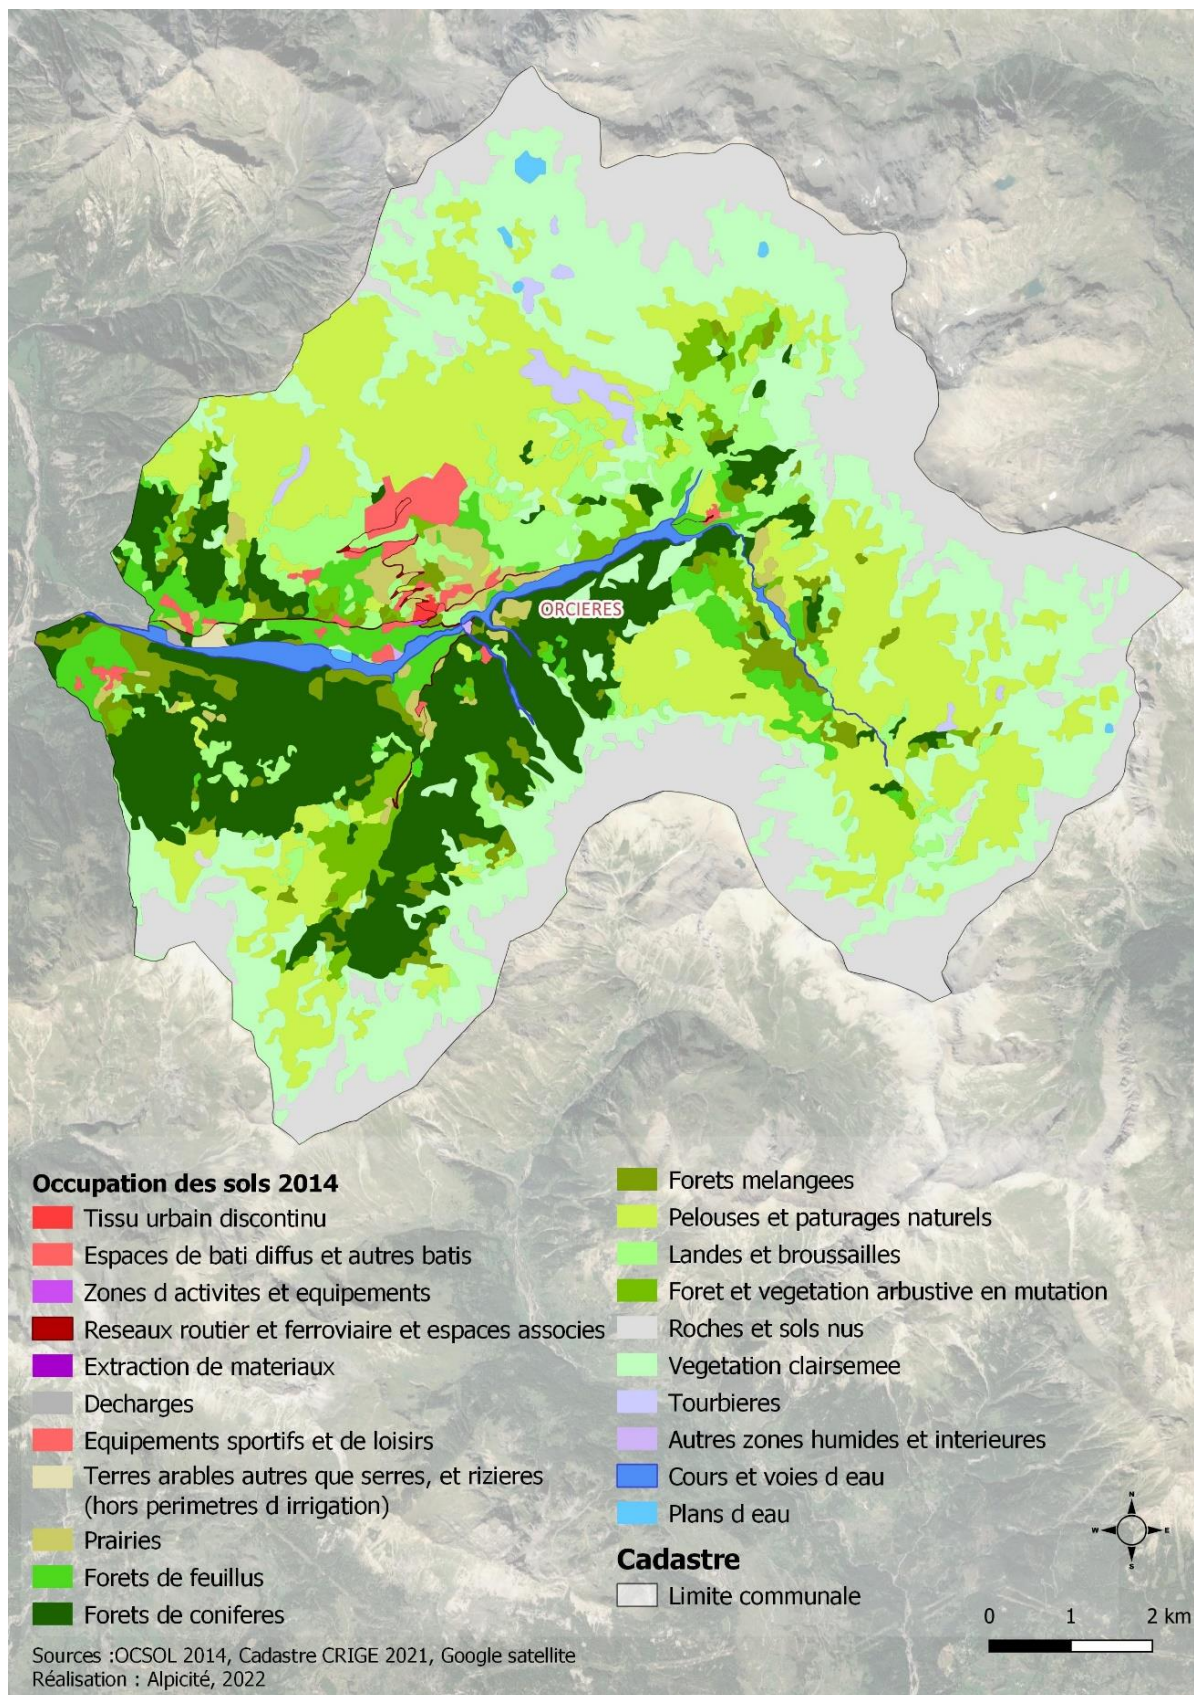 ORCIERES
Occupation des sols 2014
Tissu urbain discontinu
Espaces de bati diffus et autres batis
Zones d activites et equipements
Reseaux routier et ferroviaire et espaces associes
Extraction de materiaux
Decharges
Equipements sportifs et de loisirs
Terres arables autres que serres, et rizieres
(hors perimetres d irrigation)
Prairies
Forets de feuillus
Forets de coniferes
Forets melangees
Pelouses et paturages naturels
Landes et broussailles
Foret et vegetation arbustive en mutation
Roches et sols nus
Vegetation clairsemee
Tourbieres
Autres zones humides et interieures
Cours et voies d eau
Plans d eau
Cadastre
Limite communale
N
W E
S
0 1 2 km
Sources :OCSOL 2014, Cadastre CRIGE 2021, Google satellite
Réalisation : Alpicité, 2022